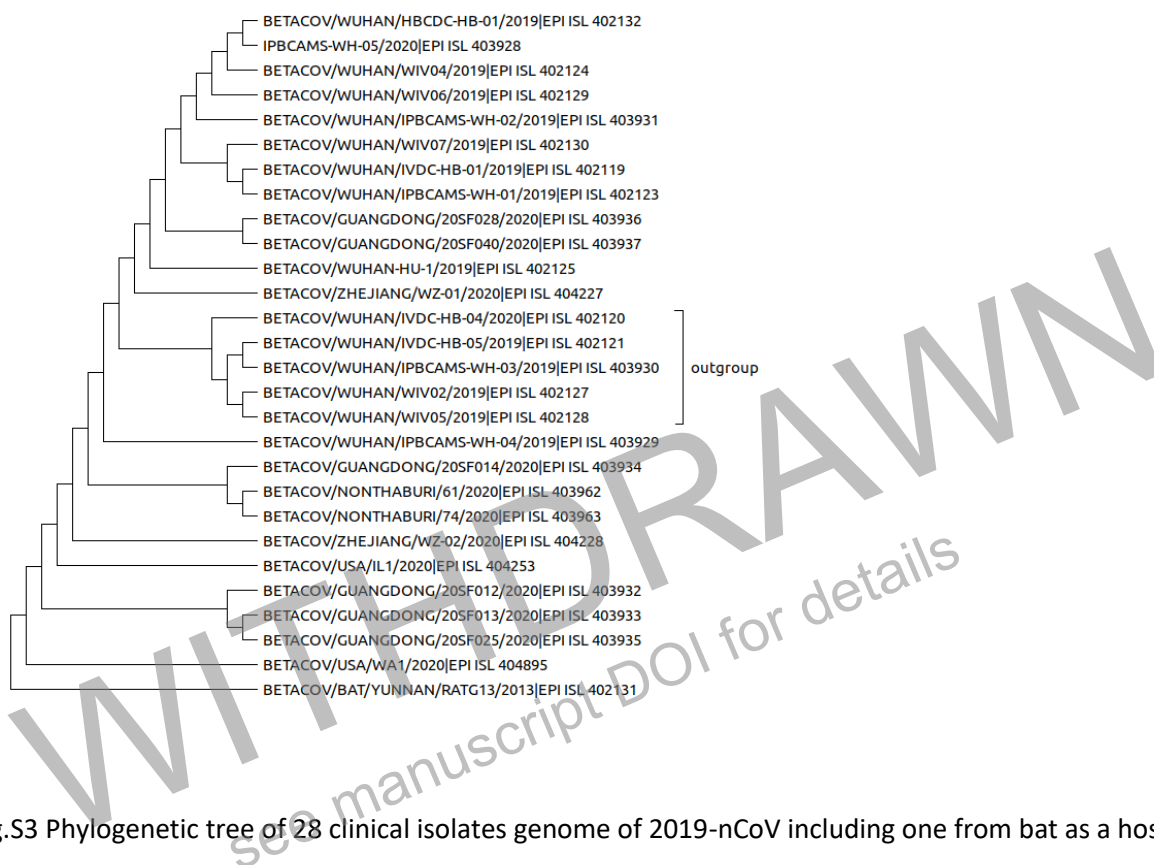 BETACOV/WUHAN/HBCDC-HB-01/2019|EPI ISL 402132
IPBCAMS-WH-05/2020|EPI ISL 403928
BETACOV/WUHAN/WIV04/2019|EPI ISL 402124
BETACOV/WUHAN/WIV06/2019|EPI ISL 402129
BETACOV/WUHAN/IPBCAMS-WH-02/2019|EPI ISL 403931
BETACOV/WUHAN/WIV07/2019|EPI ISL 402130
BETACOV/WUHAN/IVDC-HB-01/2019|EPI ISL 402119
BETACOV/WUHAN/IPBCAMS-WH-01/2019|EPI ISL 402123
BETACOV/GUANGDONG/20SF028/2020|EPI ISL 403936
BETACOV/GUANGDONG/20SF040/2020|EPI ISL 403937
BETACOV/WUHAN-HU-1/2019|EPI ISL 402125
BETACOV/ZHEJIANG/WZ-01/2020|EPI ISL 404227
BETACOV/WUHAN/IVDC-HB-04/2020|EPI ISL 402120
BETACOV/WUHAN/IVDC-HB-05/2019|EPI ISL 402121
BETACOV/WUHAN/IPBCAMS-WH-03/2019|EPI ISL 403930
outgroup
BETACOV/WUHAN/WIV02/2019|EPI ISL 402127
BETACOV/WUHAN/WIV05/2019|EPI ISL 402128
BETACOV/WUHAN/IPBCAMS-WH-04/2019|EPI ISL 403929
BETACOV/GUANGDONG/20SF014/2020|EPI ISL 403934
BETACOV/NONTHABURI/61/2020|EPI ISL 403962
BETACOV/NONTHABURI/74/2020|EPI ISL 403963
BETACOV/ZHEJIANG/WZ-02/2020|EPI ISL 404228
BETACOV/USA/IL1/2020|EPI ISL 404253
BETACOV/GUANGDONG/20SF012/2020|EPI ISL 403932
BETACOV/GUANGDONG/20SF013/2020|EPI ISL 403933
BETACOV/GUANGDONG/20SF025/2020|EPI ISL 403935
BETACOV/USA/WA1/2020|EPI ISL 404895
BETACOV/BAT/YUNNAN/RATG13/2013|EPI ISL 402131
WITHDRAWN
see manuscript DOI for details
g.S3 Phylogenetic tree of 28 clinical isolates genome of 2019-nCoV including one from bat as a hos